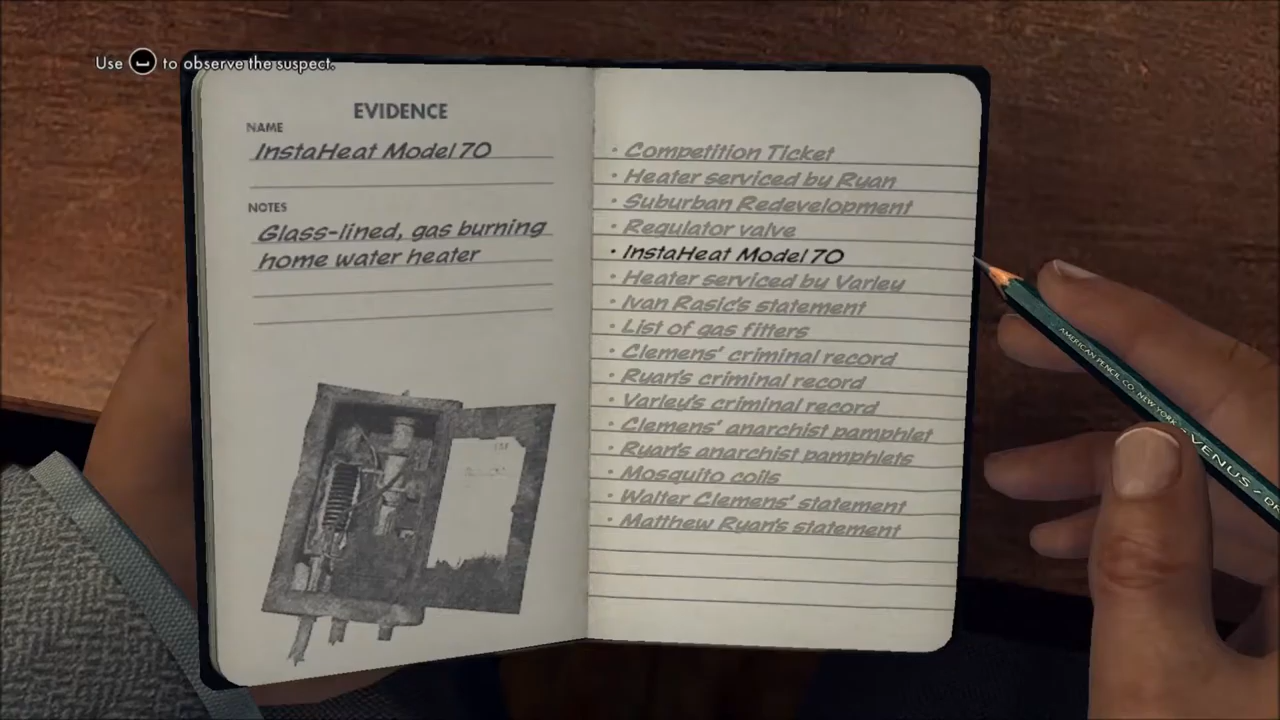 Use to observe the suspect.
EVIDENCE
NAME
InstaHeat Model 70
NOTES
Glass-lined, gas burning
home water heater
• Competition Ticket
• Heater serviced by Ryan
• Suburban Redevelopment
• Regulator valve
• InstaHeat Model 70
• Heater serviced by Varley
• Ivan Rasic's statement
• List of gas fitters
• Clemens' criminal record
• Ryan's criminal record
• Varley's criminal record
• Clemens' anarchist pamphlet
• Ryan's anarchist pamphlets
• Mosquito coils
• Walter Clemens' statement
• Matthew Ryan's statement
AMERICAN PENCIL CO. NEW YORK VENUS